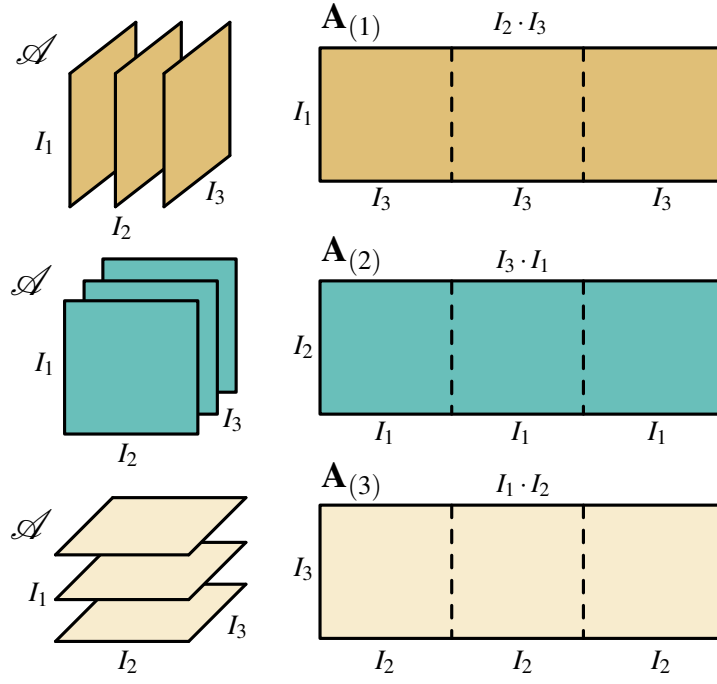 𝒜 𝐀₍₁₎ I₂ · I₃
I₁ I₁
I₃ I₃ I₃ I₃
I₂
𝒜 𝐀₍₂₎ I₃ · I₁
I₁ I₂
I₃ I₁ I₁ I₁
I₂
𝒜 𝐀₍₃₎ I₁ · I₂
I₁ I₃
I₃
I₂ I₂ I₂ I₂